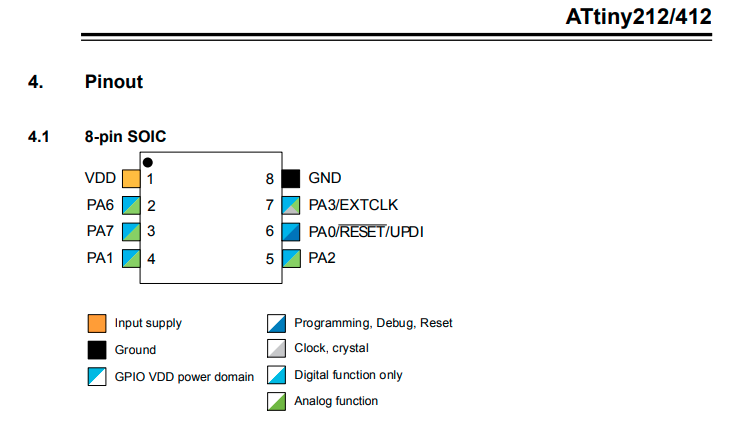 ATtiny212/412
4. Pinout
4.1 8-pin SOIC
VDD 1 8 GND
PA6 2 7 PA3/EXTCLK
PA7 3 6 PA0/RESET/UPDI
PA1 4 5 PA2
Input supply Programming, Debug, Reset
Ground Clock, crystal
GPIO VDD power domain Digital function only
Analog function